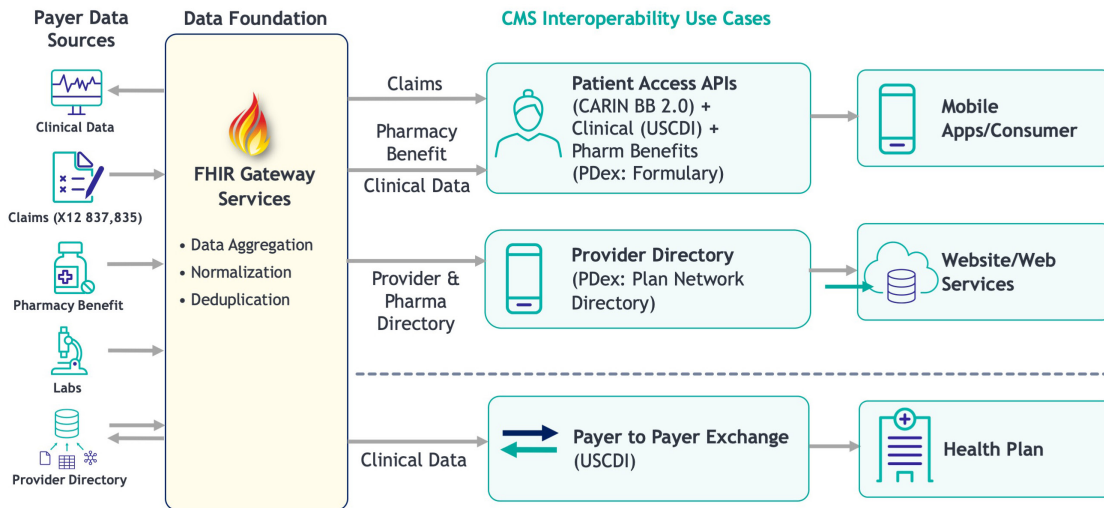 Payer Data
Sources
Data Foundation
CMS Interoperability Use Cases
Clinical Data
Claims (X12 837,835)
Pharmacy Benefit
Labs
Provider Directory
FHIR Gateway
Services
• Data Aggregation
• Normalization
• Deduplication
Claims
Pharmacy
Benefit
Clinical Data
Provider &
Pharma
Directory
Clinical Data
Patient Access APIs
(CARIN BB 2.0) +
Clinical (USCDI) +
Pharm Benefits
(PDex: Formulary)
Mobile
Apps/Consumer
Provider Directory
(PDex: Plan Network
Directory)
Website/Web
Services
Payer to Payer Exchange
(USCDI)
Health Plan